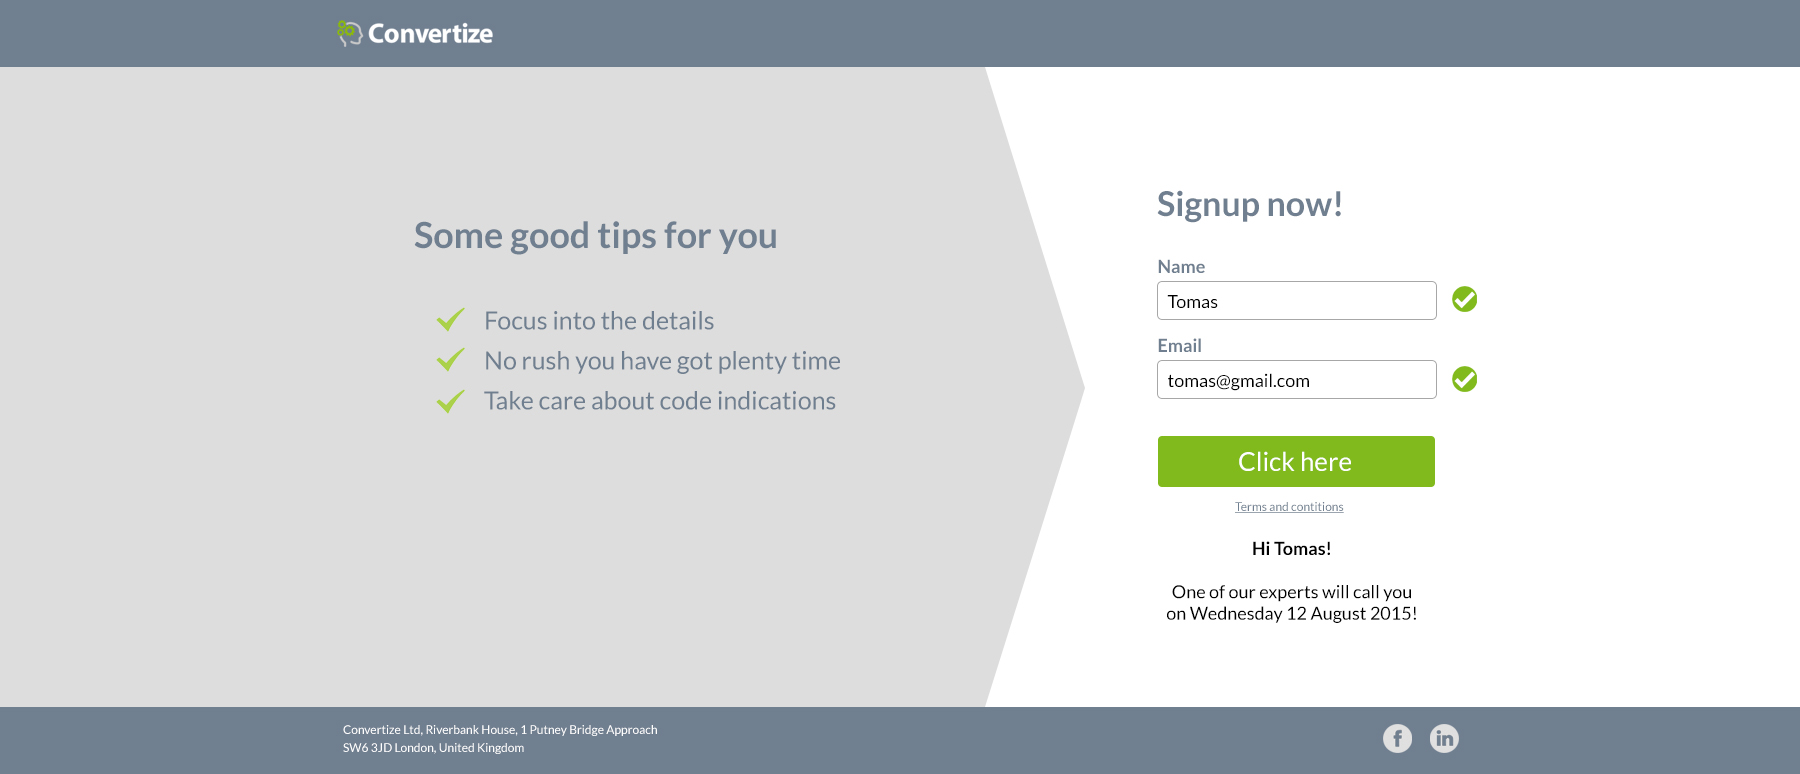 Convertize
Some good tips for you
Focus into the details
No rush you have got plenty time
Take care about code indications
Signup now!
Name
Tomas
Email
tomas@gmail.com
Click here
Terms and contitions
Hi Tomas!
One of our experts will call you
on Wednesday 12 August 2015!
Convertize Ltd, Riverbank House, 1 Putney Bridge Approach
SW6 3JD London, United Kingdom
f
in